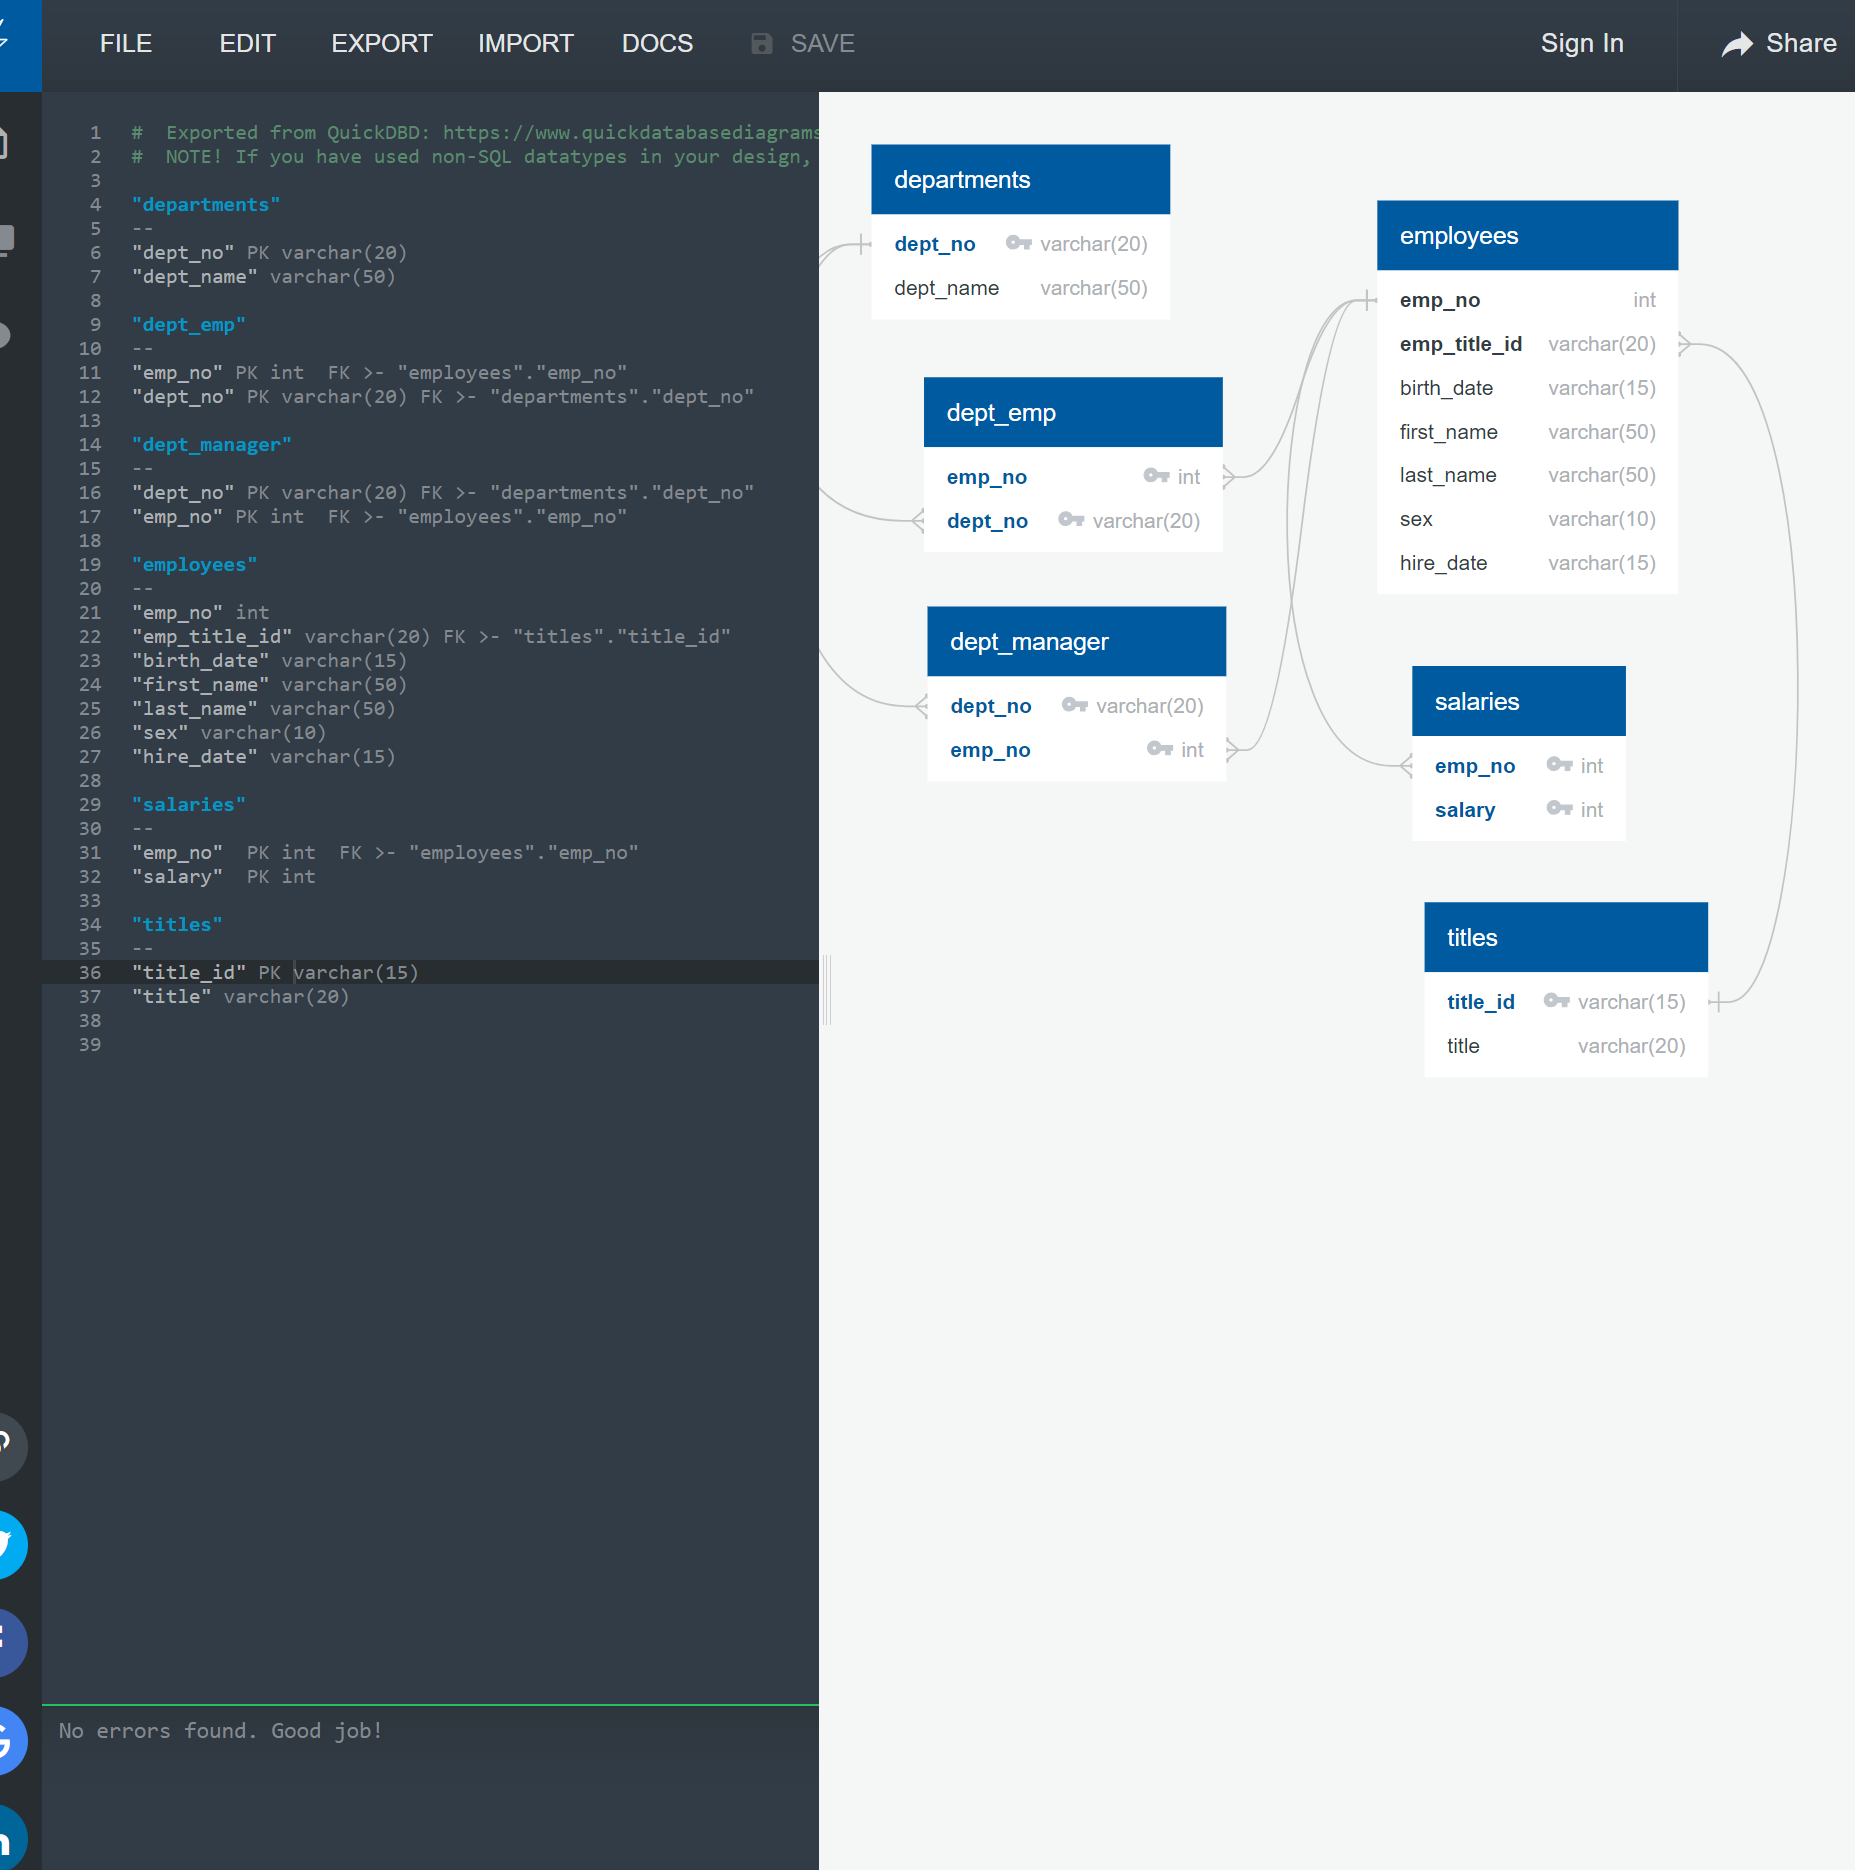 FILE EDIT EXPORT IMPORT DOCS SAVE Sign In Share
1 # Exported from QuickDBD: https://www.quickdatabasediagrams
2 # NOTE! If you have used non-SQL datatypes in your design,
3
4 "departments"
5 --
6 "dept_no" PK varchar(20)
7 "dept_name" varchar(50)
8
9 "dept_emp"
10 --
11 "emp_no" PK int  FK >- "employees"."emp_no"
12 "dept_no" PK varchar(20) FK >- "departments"."dept_no"
13
14 "dept_manager"
15 --
16 "dept_no" PK varchar(20) FK >- "departments"."dept_no"
17 "emp_no" PK int  FK >- "employees"."emp_no"
18
19 "employees"
20 --
21 "emp_no" int
22 "emp_title_id" varchar(20) FK >- "titles"."title_id"
23 "birth_date" varchar(15)
24 "first_name" varchar(50)
25 "last_name" varchar(50)
26 "sex" varchar(10)
27 "hire_date" varchar(15)
28
29 "salaries"
30 --
31 "emp_no"  PK int  FK >- "employees"."emp_no"
32 "salary"  PK int
33
34 "titles"
35 --
36 "title_id" PK varchar(15)
37 "title" varchar(20)
38
39
No errors found. Good job!
departments
dept_no varchar(20)
dept_name varchar(50)
dept_emp
emp_no int
dept_no varchar(20)
dept_manager
dept_no varchar(20)
emp_no int
employees
emp_no int
emp_title_id varchar(20)
birth_date varchar(15)
first_name varchar(50)
last_name varchar(50)
sex varchar(10)
hire_date varchar(15)
salaries
emp_no int
salary int
titles
title_id varchar(15)
title varchar(20)